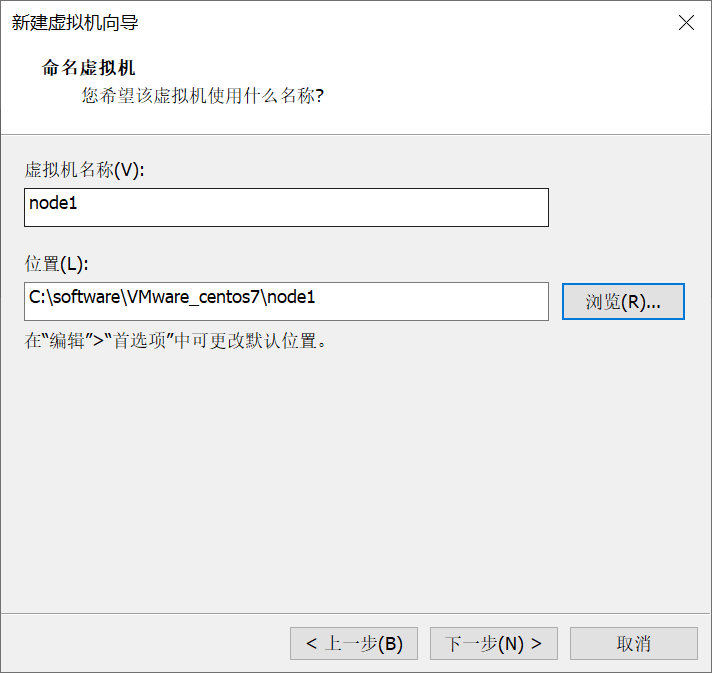 新建虚拟机向导
命名虚拟机
您希望该虚拟机使用什么名称?
虚拟机名称(V):
node1
位置(L):
C:\software\VMware_centos7\node1
浏览(R)...
在“编辑”>“首选项”中可更改默认位置。
< 上一步(B)
下一步(N) >
取消